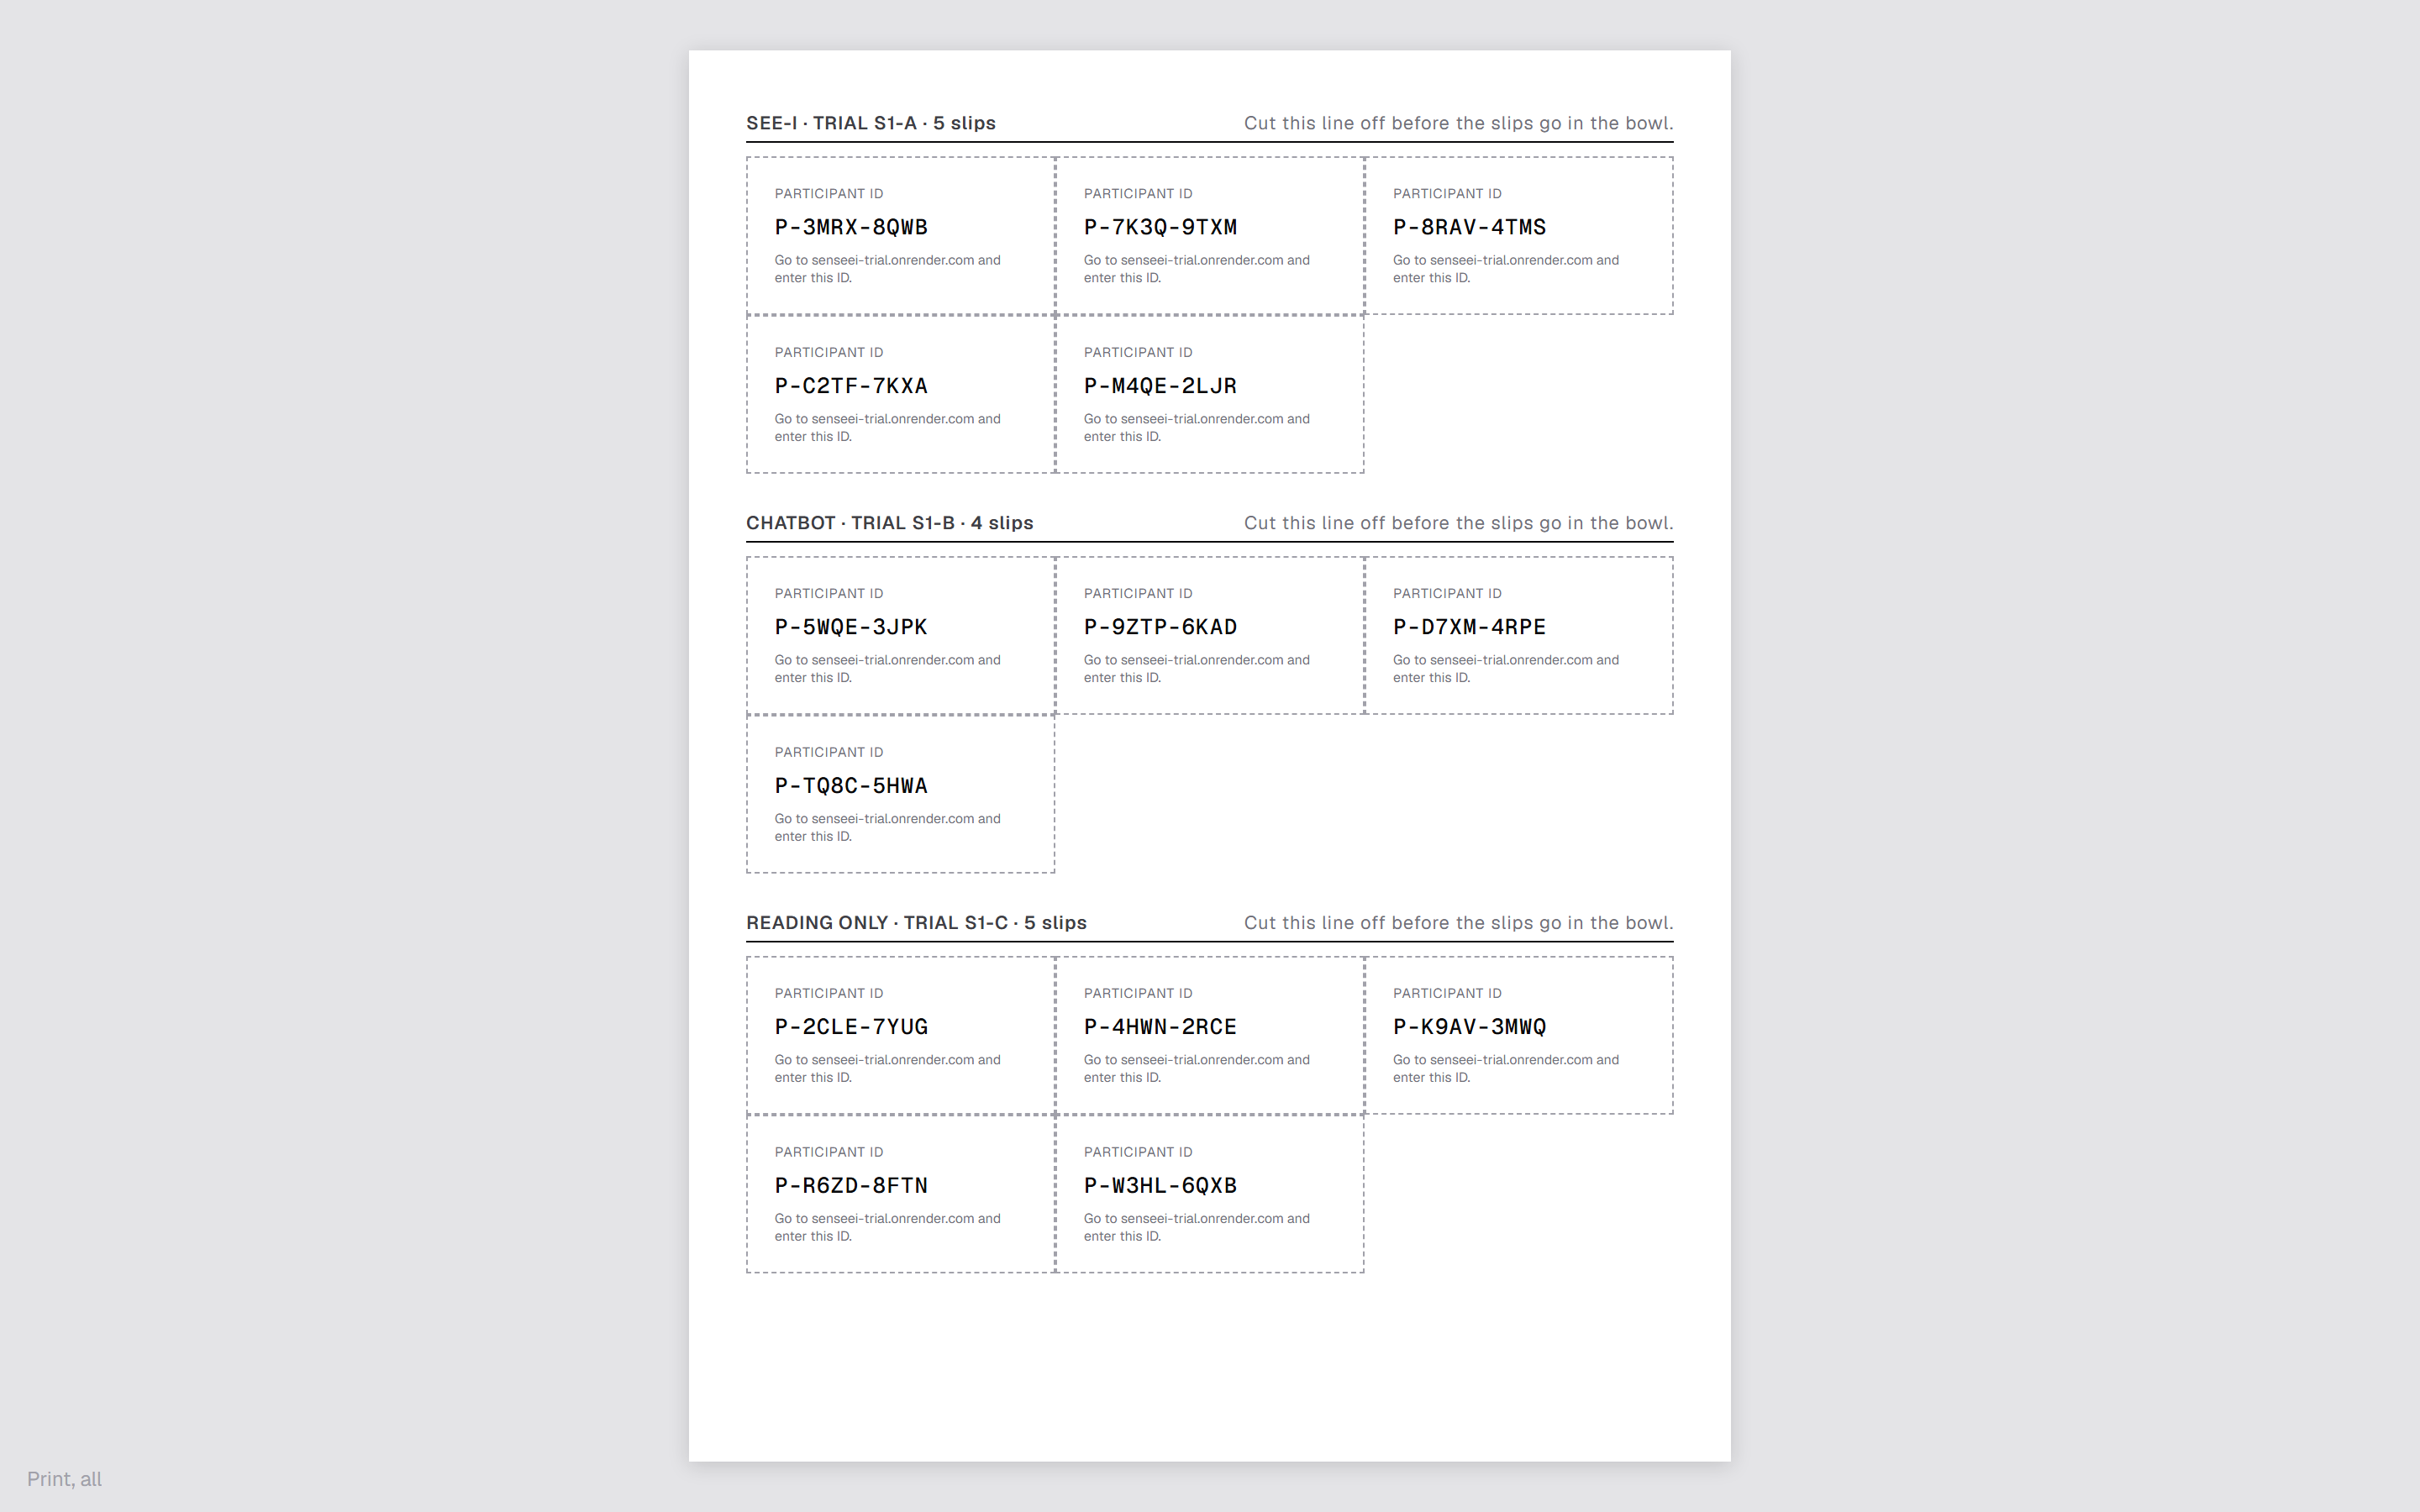 SEE-I · TRIAL S1-A · 5 slips
Cut this line off before the slips go in the bowl.
PARTICIPANT ID
P-3MRX-8QWB
Go to senseei-trial.onrender.com and
enter this ID.
PARTICIPANT ID
P-7K3Q-9TXM
Go to senseei-trial.onrender.com and
enter this ID.
PARTICIPANT ID
P-8RAV-4TMS
Go to senseei-trial.onrender.com and
enter this ID.
PARTICIPANT ID
P-C2TF-7KXA
Go to senseei-trial.onrender.com and
enter this ID.
PARTICIPANT ID
P-M4QE-2LJR
Go to senseei-trial.onrender.com and
enter this ID.
CHATBOT · TRIAL S1-B · 4 slips
Cut this line off before the slips go in the bowl.
PARTICIPANT ID
P-5WQE-3JPK
Go to senseei-trial.onrender.com and
enter this ID.
PARTICIPANT ID
P-9ZTP-6KAD
Go to senseei-trial.onrender.com and
enter this ID.
PARTICIPANT ID
P-D7XM-4RPE
Go to senseei-trial.onrender.com and
enter this ID.
PARTICIPANT ID
P-TQ8C-5HWA
Go to senseei-trial.onrender.com and
enter this ID.
READING ONLY · TRIAL S1-C · 5 slips
Cut this line off before the slips go in the bowl.
PARTICIPANT ID
P-2CLE-7YUG
Go to senseei-trial.onrender.com and
enter this ID.
PARTICIPANT ID
P-4HWN-2RCE
Go to senseei-trial.onrender.com and
enter this ID.
PARTICIPANT ID
P-K9AV-3MWQ
Go to senseei-trial.onrender.com and
enter this ID.
PARTICIPANT ID
P-R6ZD-8FTN
Go to senseei-trial.onrender.com and
enter this ID.
PARTICIPANT ID
P-W3HL-6QXB
Go to senseei-trial.onrender.com and
enter this ID.
Print, all